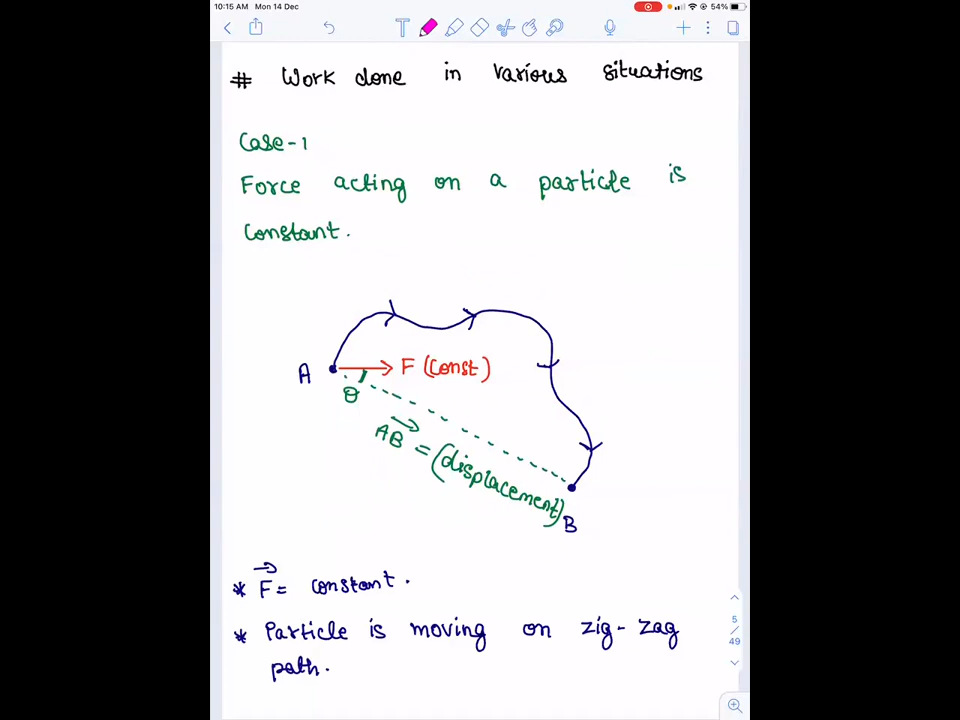 10:15 AM Mon 14 Dec 54%
# Work done in various situations
Case-1
Force acting on a particle is
constant.
A F (Const)
θ
AB = (displacement)
B
* F = constant.
* Particle is moving on zig-zag
path.
5
/
49